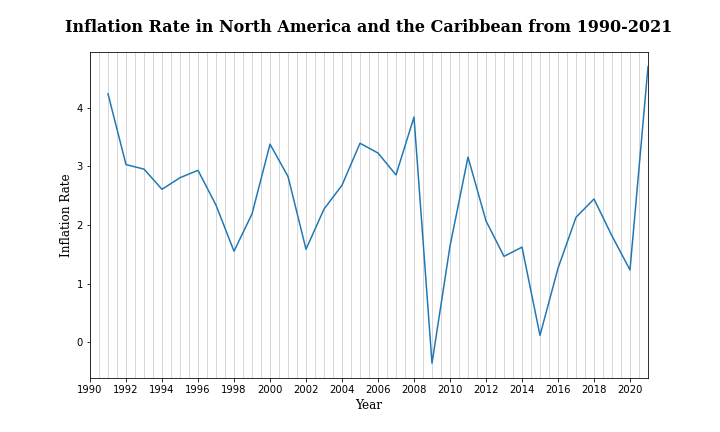 Inflation Rate in North America and the Caribbean from 1990-2021
4
3
2
1
0
Inflation Rate
1990 1992 1994 1996 1998 2000 2002 2004 2006 2008 2010 2012 2014 2016 2018 2020
Year